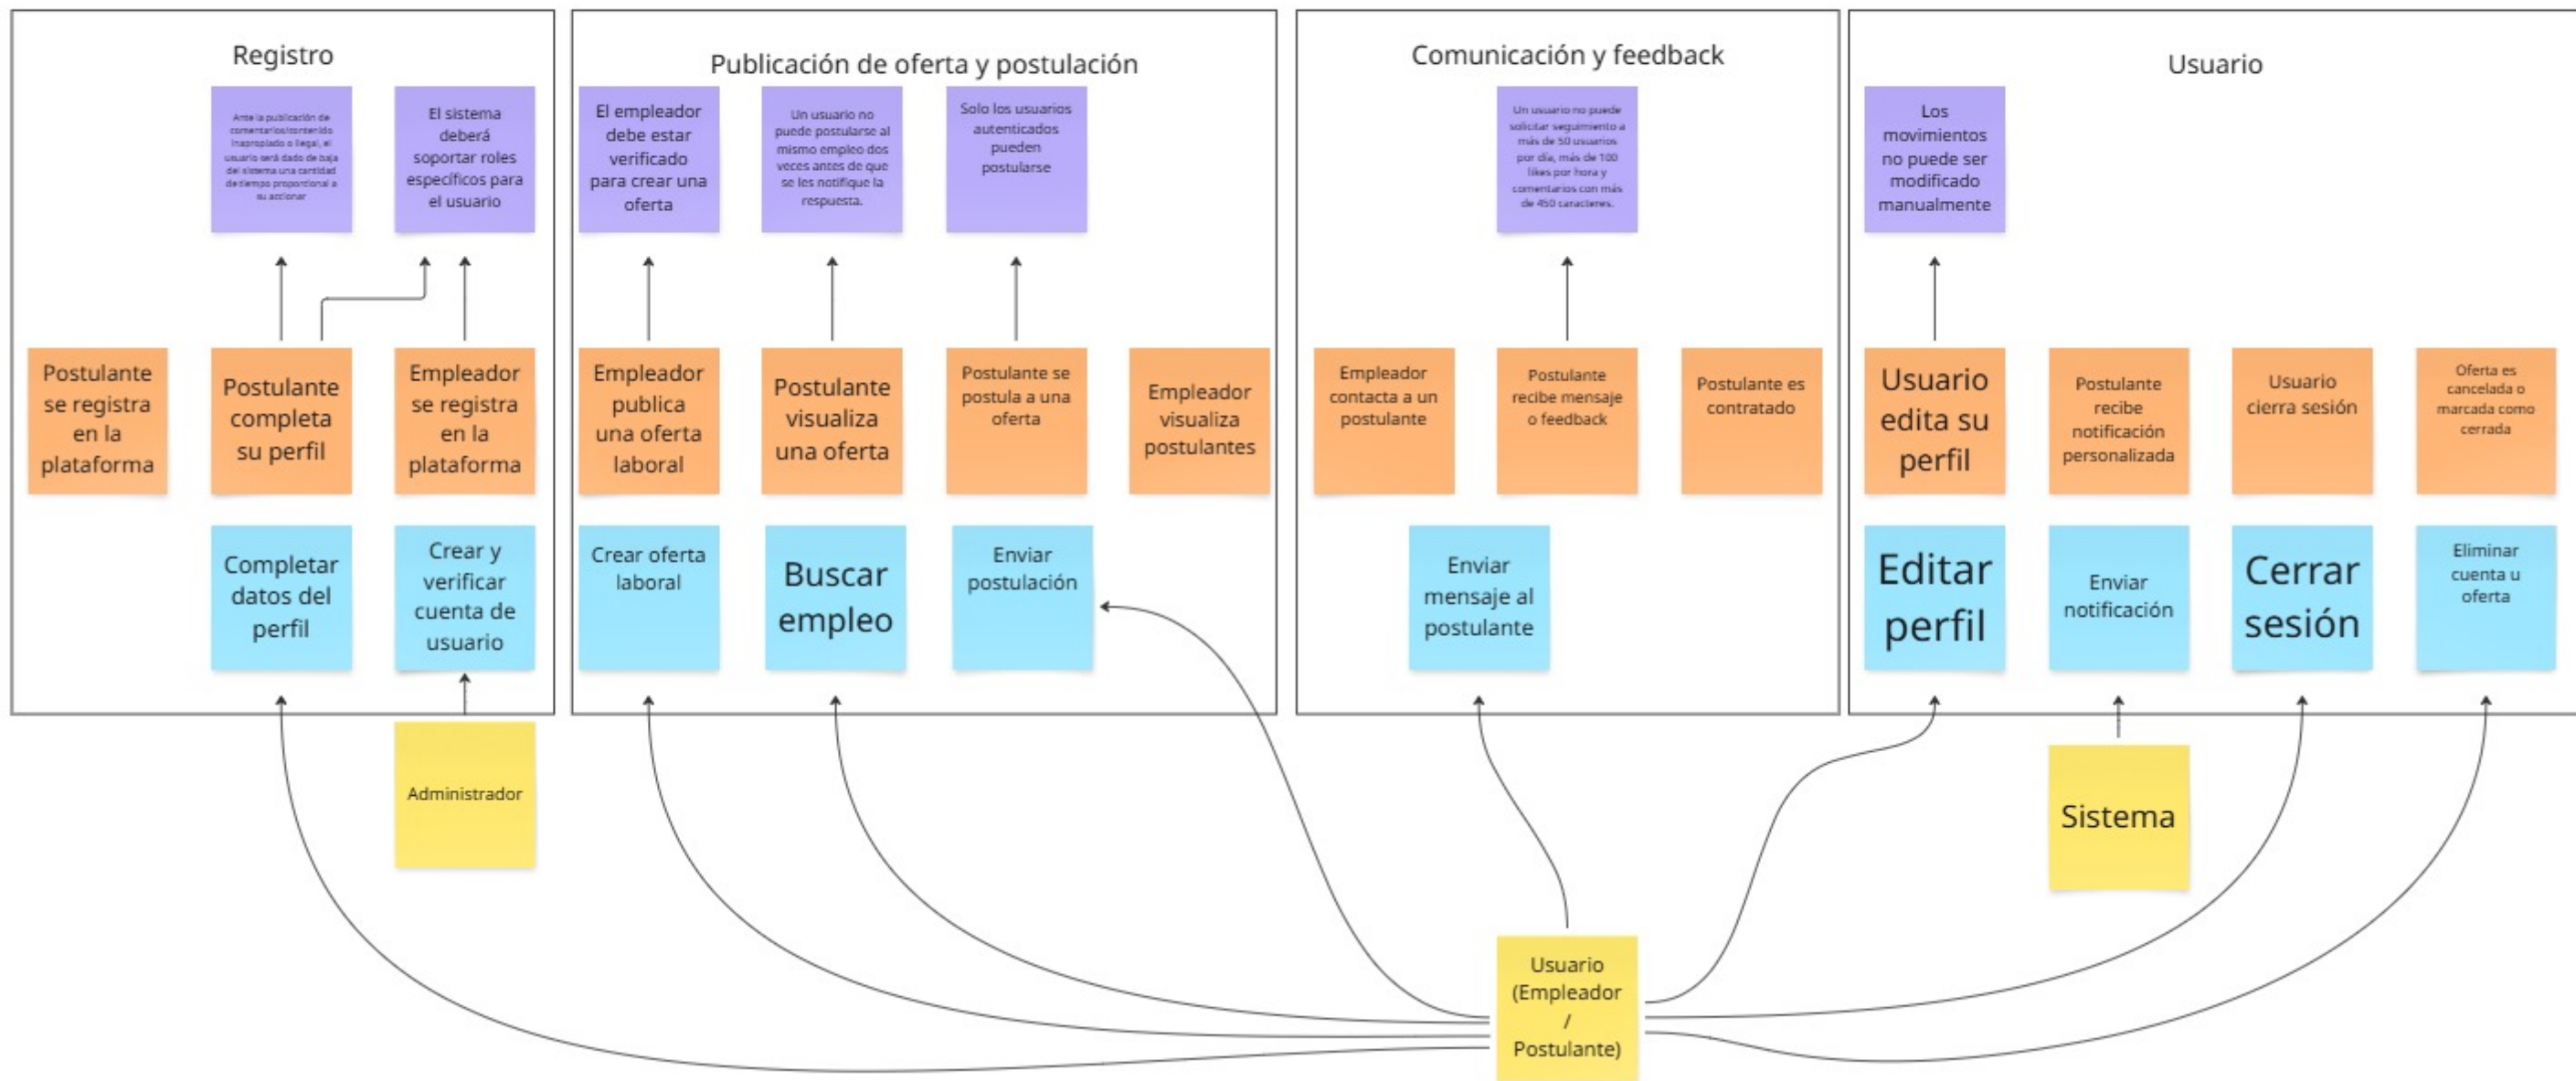 Registro
Ante la publicación de
comentarios/contenido
inapropiado o ilegal, el
usuario será dado de baja
del sistema una cantidad
de tiempo proporcional a
su accionar
El sistema
deberá
soportar roles
específicos para
el usuario
Postulante
se registra
en la
plataforma
Postulante
completa
su perfil
Empleador
se registra
en la
plataforma
Completar
datos del
perfil
Crear y
verificar
cuenta de
usuario
Administrador
Publicación de oferta y postulación
El empleador
debe estar
verificado
para crear una
oferta
Un usuario no
puede postularse al
mismo empleo dos
veces antes de que
se les notifique la
respuesta.
Solo los usuarios
autenticados
pueden
postularse
Empleador
publica
una oferta
laboral
Postulante
visualiza
una oferta
Postulante se
postula a una
oferta
Empleador
visualiza
postulantes
Crear oferta
laboral
Buscar
empleo
Enviar
postulación
Comunicación y feedback
Un usuario no puede
solicitar seguimiento a
más de 50 usuarios
por día, más de 100
likes por hora y
comentarios con más
de 450 caracteres.
Empleador
contacta a un
postulante
Postulante
recibe mensaje
o feedback
Postulante es
contratado
Enviar
mensaje al
postulante
Usuario
Los
movimientos
no puede ser
modificado
manualmente
Usuario
edita su
perfil
Postulante
recibe
notificación
personalizada
Usuario
cierra sesión
Oferta es
cancelada o
marcada como
cerrada
Editar
perfil
Enviar
notificación
Cerrar
sesión
Eliminar
cuenta u
oferta
Sistema
Usuario
(Empleador
/
Postulante)